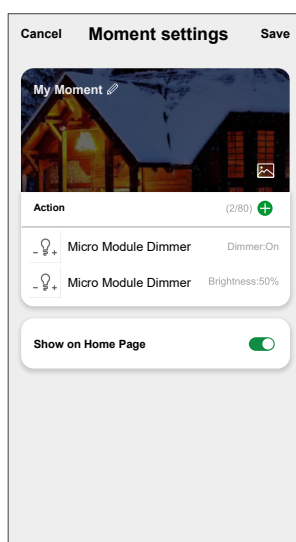 Cancel Moment settings Save
My Moment
Action (2/80)
Micro Module Dimmer Dimmer:On
Micro Module Dimmer Brightness:50%
Show on Home Page